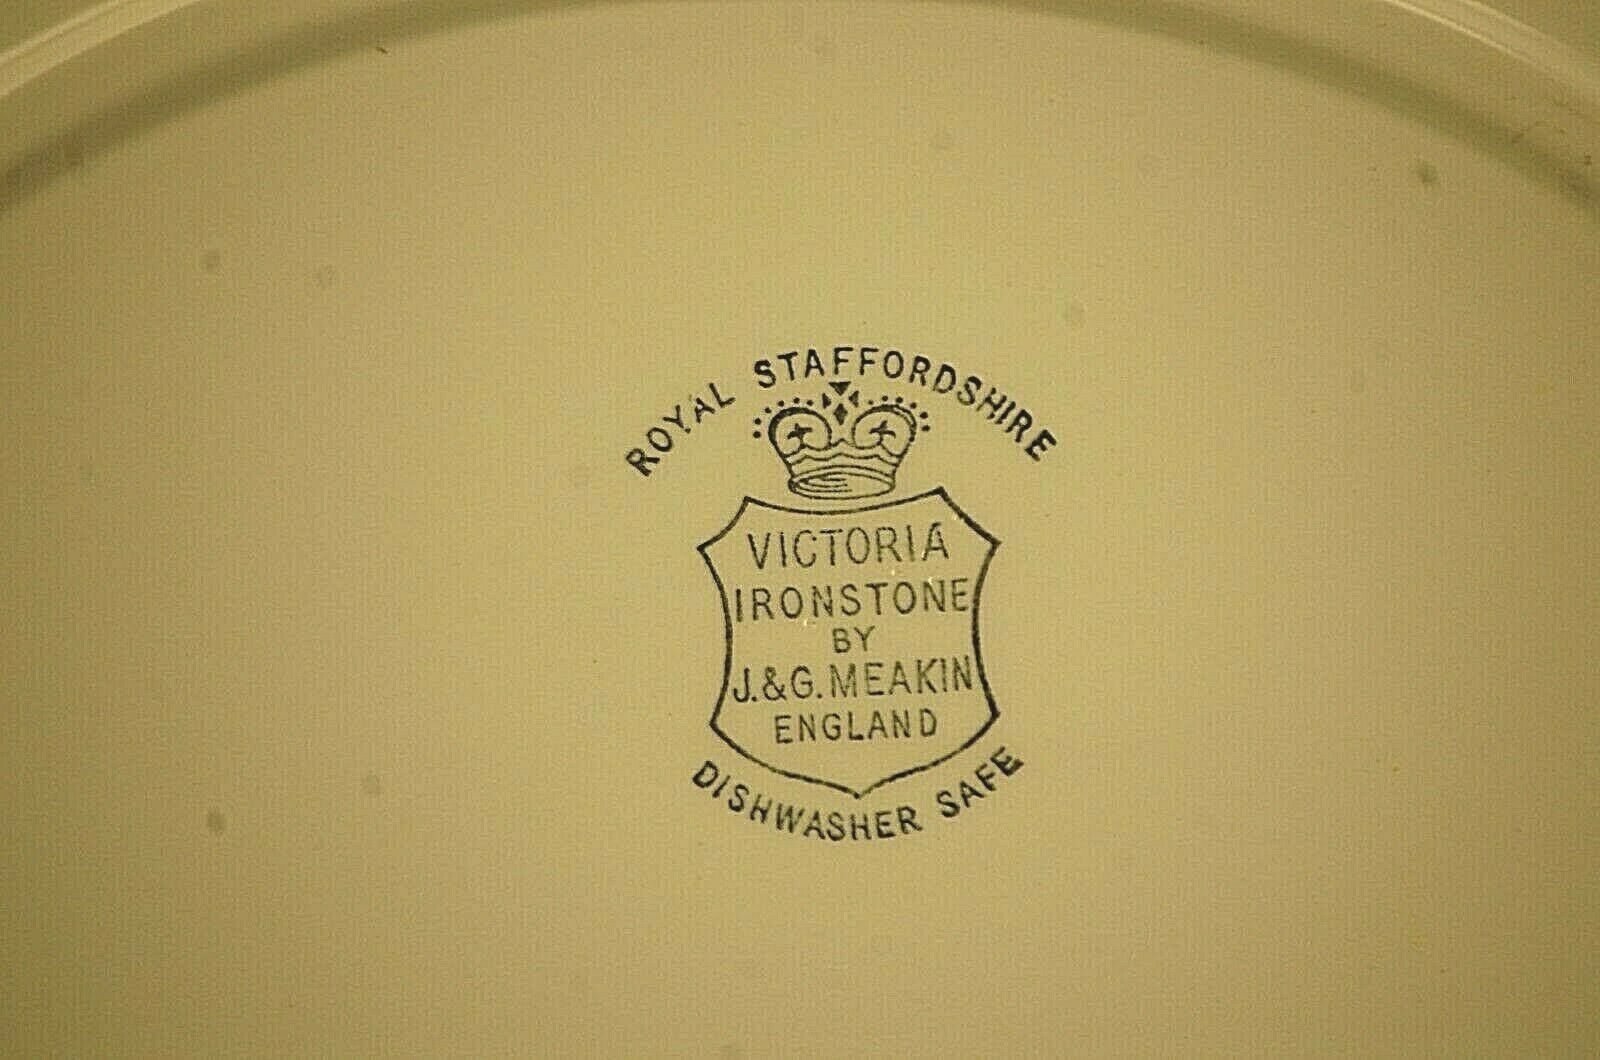 ROYAL STAFFORDSHIRE
VICTORIA
IRONSTONE
BY
J.&G. MEAKIN
ENGLAND
DISHWASHER SAFE